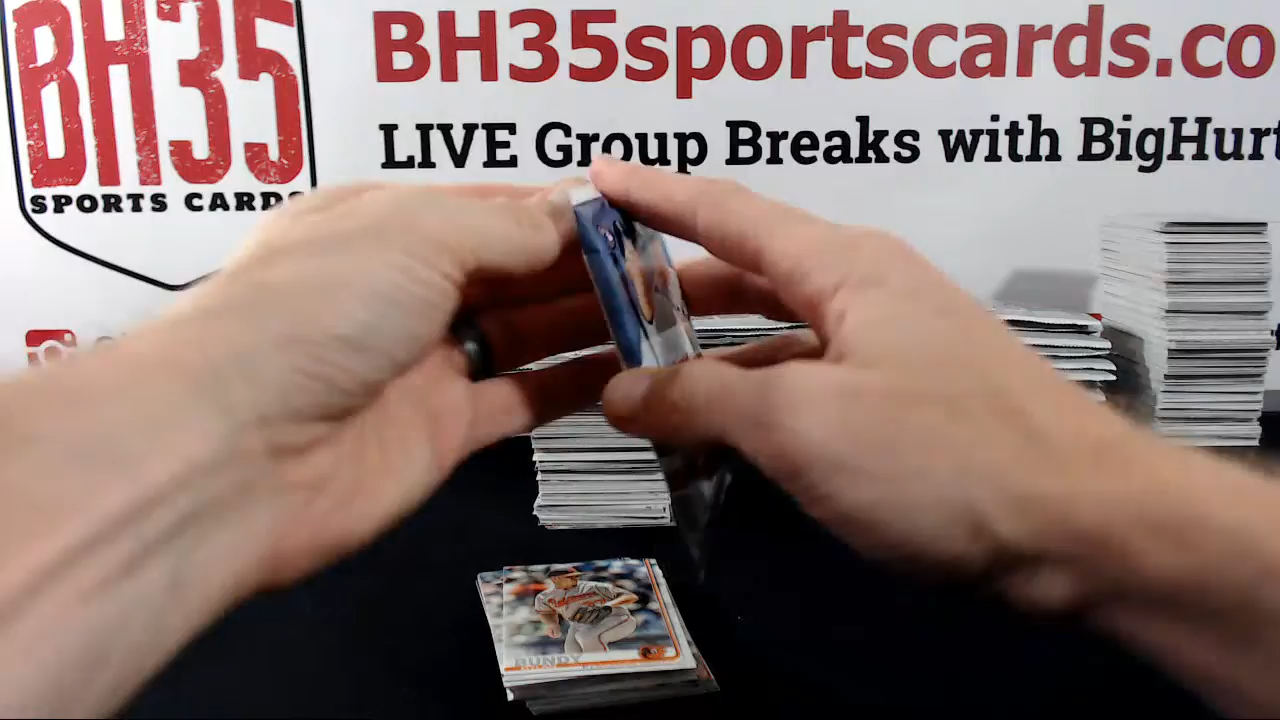 BH35
SPORTS CARDS
BH35sportscards.co
LIVE Group Breaks with BigHurt
BUNDY